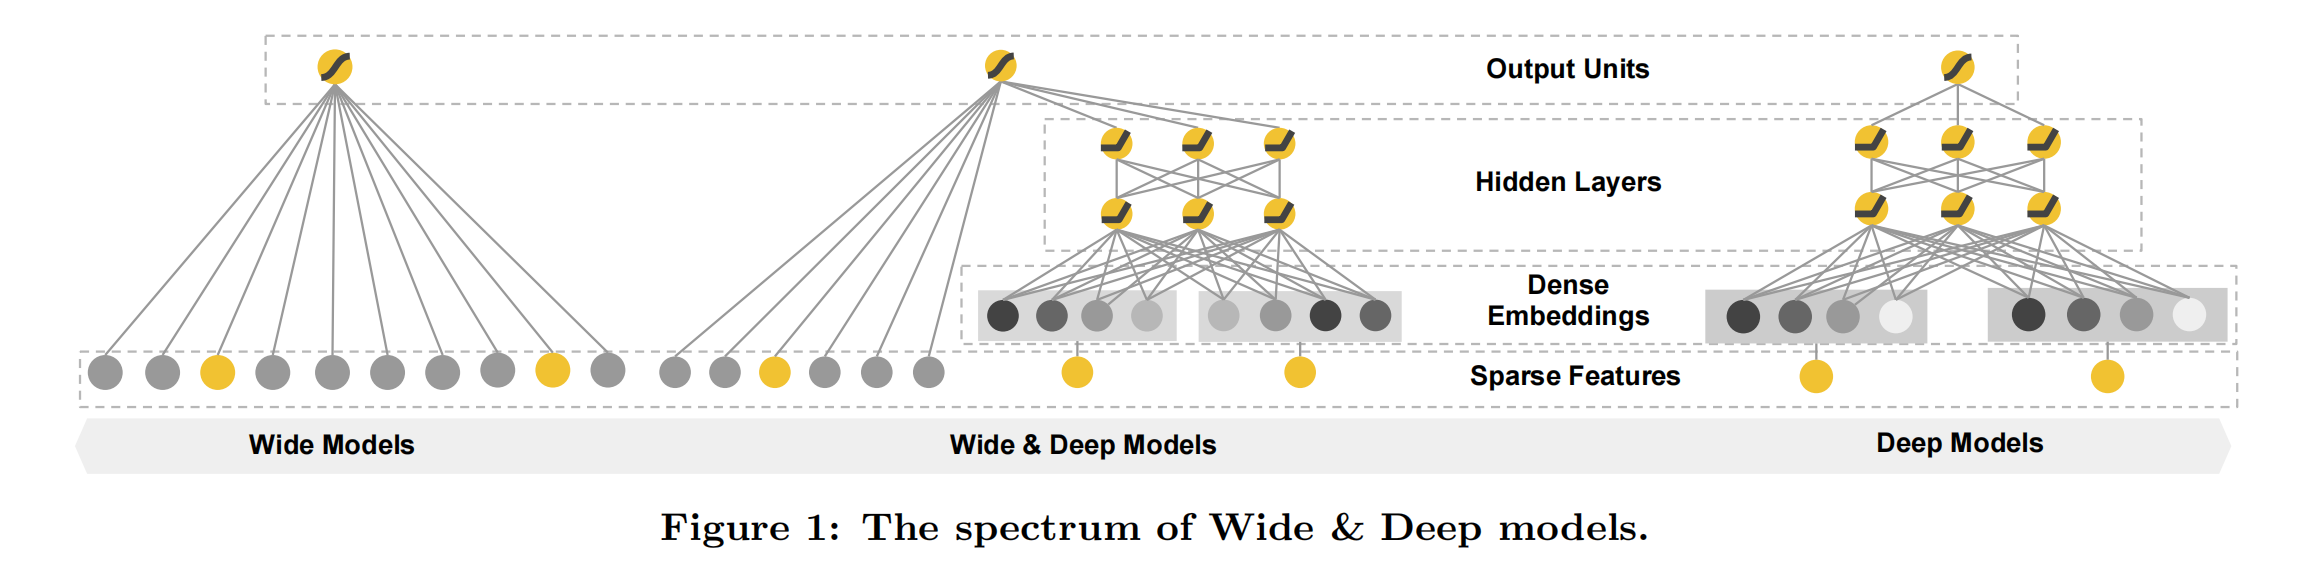 Output Units
Hidden Layers
Dense
Embeddings
Sparse Features
Wide Models
Wide & Deep Models
Deep Models
Figure 1: The spectrum of Wide & Deep models.